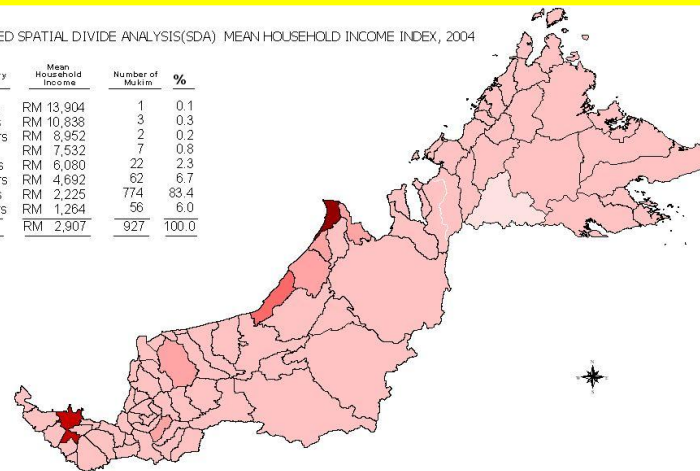 ED SPATIAL DIVIDE ANALYSIS(SDA) MEAN HOUSEHOLD INCOME INDEX, 2004
Mean Household Income Number of Mukim %
RM 13,904 1 0.1
RM 10,838 3 0.3
RM 8,952 2 0.2
RM 7,532 7 0.8
RM 6,080 22 2.3
RM 4,692 62 6.7
RM 2,225 774 83.4
RM 1,264 56 6.0
RM 2,907 927 100.0